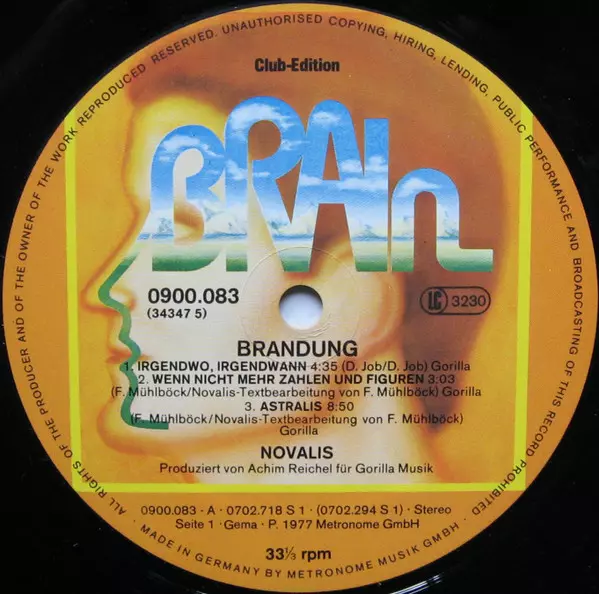 ALL RIGHTS OF THE PRODUCER AND OF THE OWNER OF THE WORK REPRODUCED RESERVED. UNAUTHORISED COPYING, HIRING, LENDING, PUBLIC PERFORMANCE AND BROADCASTING OF THIS RECORD PROHIBITED
Club-Edition
BRAIn
0900.083
(34347 5)
LC 3230
BRANDUNG
1. IRGENDWO, IRGENDWANN 4:35 (D. Job/D. Job) Gorilla
2. WENN NICHT MEHR ZAHLEN UND FIGUREN 3:03
(F. Mühlböck/Novalis-Textbearbeitung von F. Mühlböck) Gorilla
3. ASTRALIS 8:50
(F. Mühlböck/Novalis-Textbearbeitung von F. Mühlböck)
Gorilla
NOVALIS
Produziert von Achim Reichel für Gorilla Musik
0900.083 · A · 0702.718 S 1 · (0702.294 S 1) · Stereo
Seite 1 · Gema · P. 1977 Metronome GmbH
33⅓ rpm
· MADE IN GERMANY BY METRONOME MUSIK GMBH ·